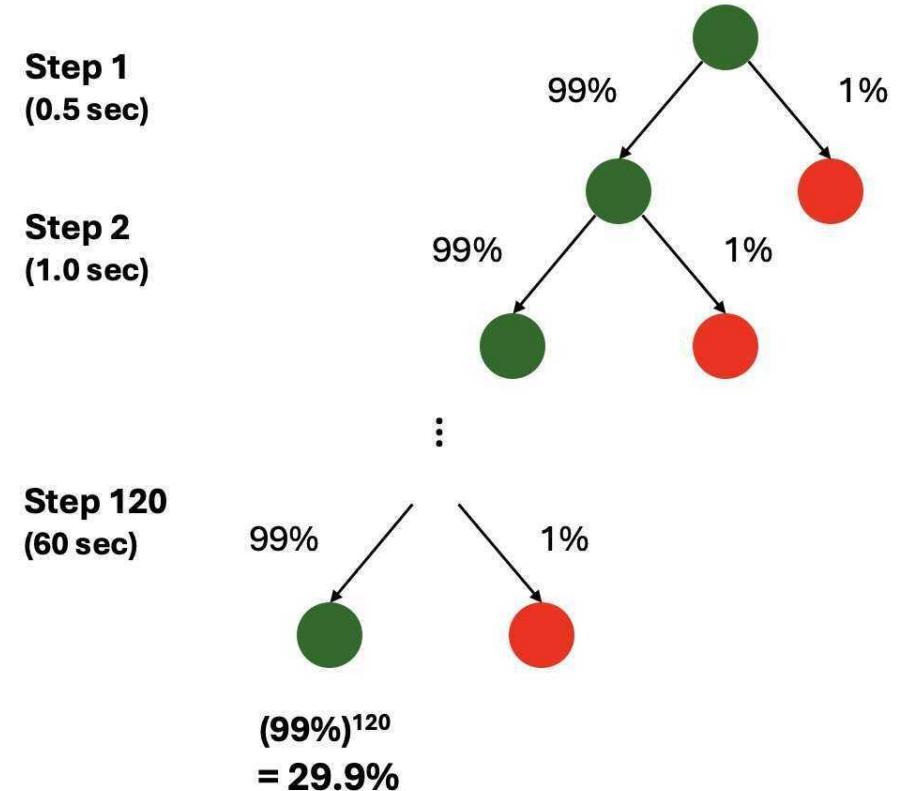 Step 1
(0.5 sec)
99%
1%
Step 2
(1.0 sec)
99%
1%
⋮
Step 120
(60 sec)
99%
1%
(99%)¹²⁰
= 29.9%